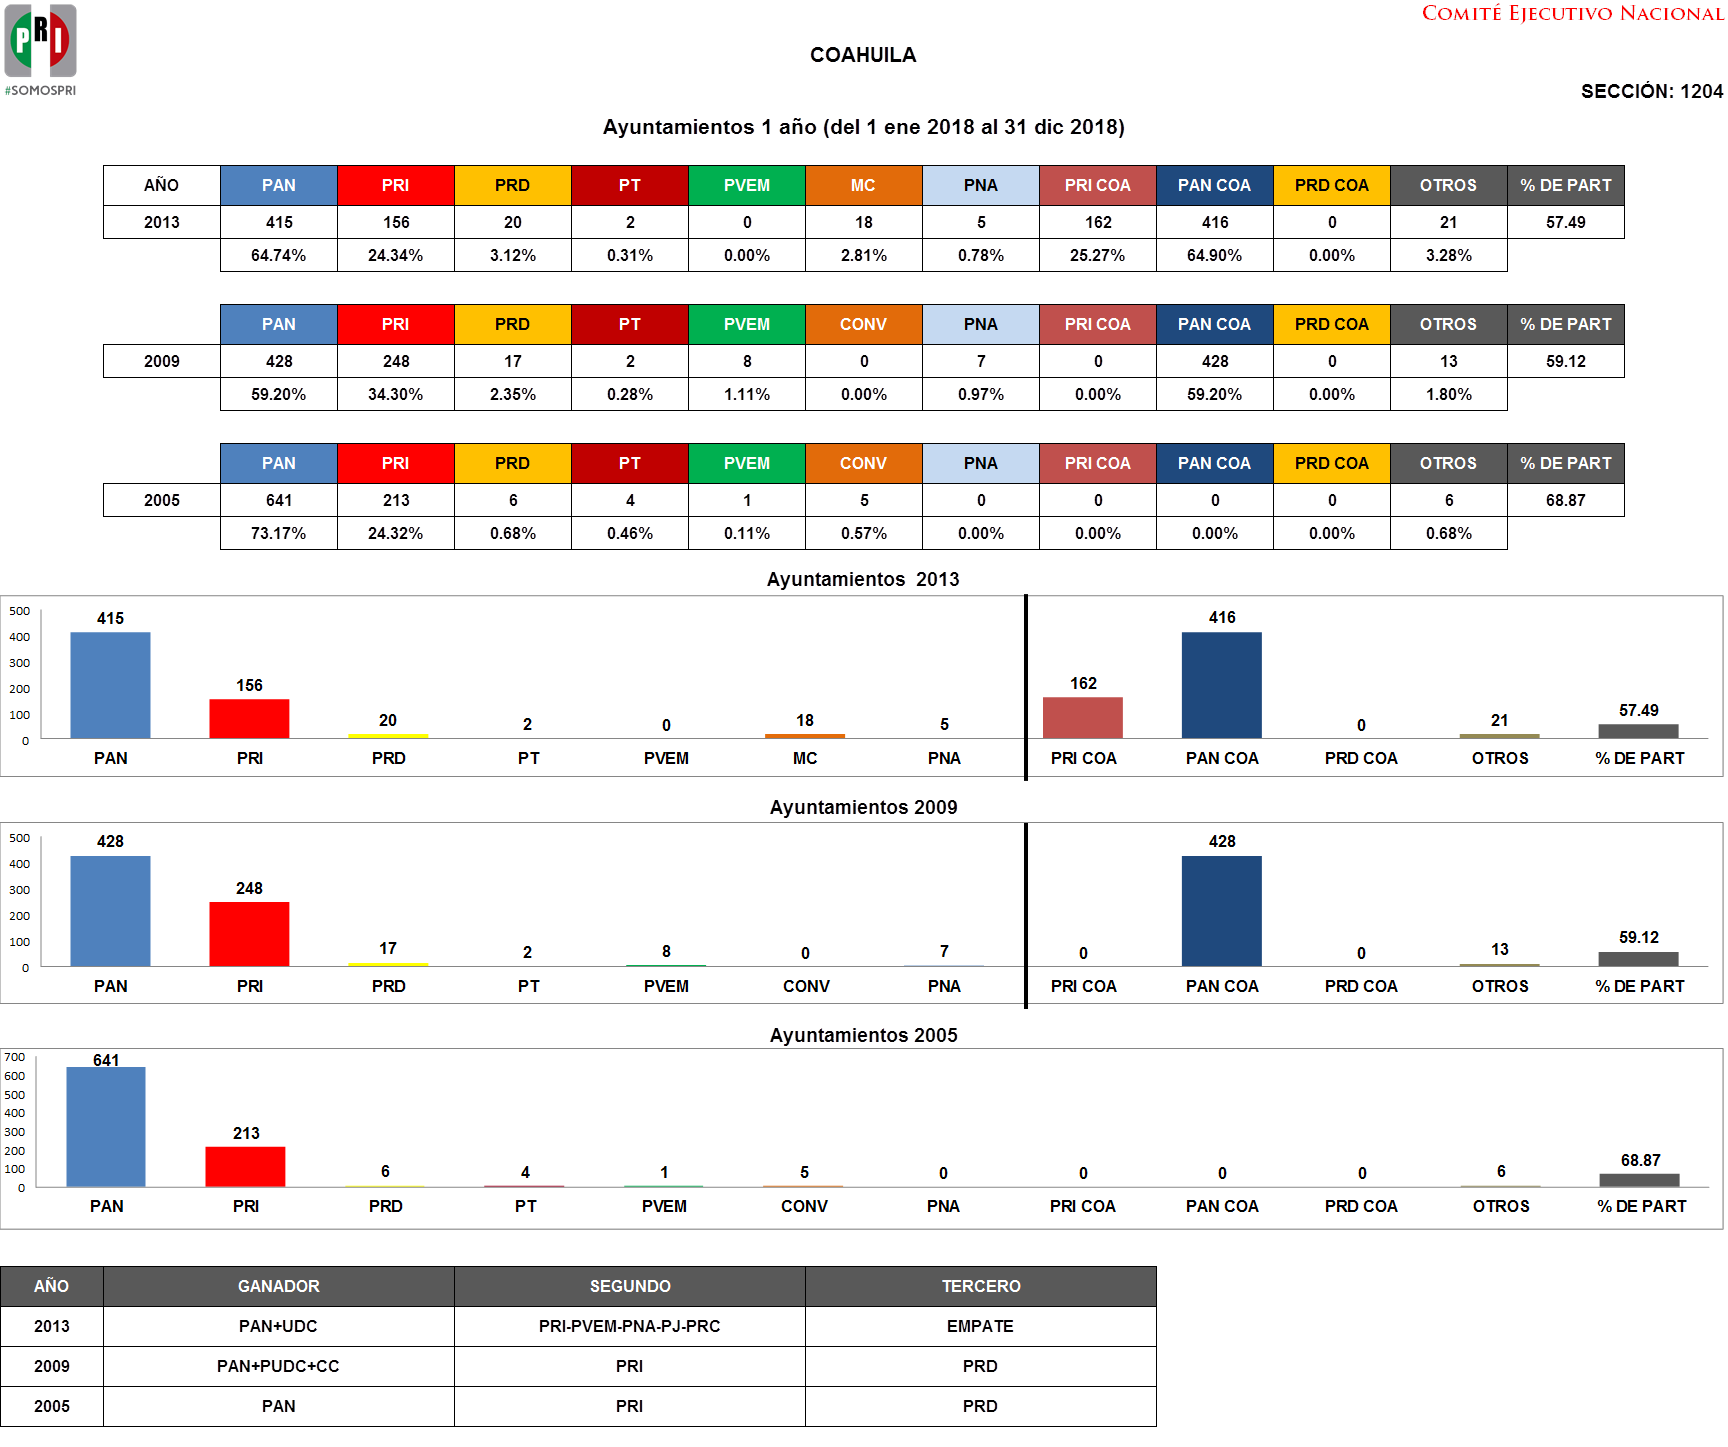 COMITÉ EJECUTIVO NACIONAL
PRI
#SOMOSPRI
COAHUILA
SECCIÓN: 1204
Ayuntamientos 1 año (del 1 ene 2018 al 31 dic 2018)
AÑO PAN PRI PRD PT PVEM MC PNA PRI COA PAN COA PRD COA OTROS % DE PART
2013 415 156 20 2 0 18 5 162 416 0 21 57.49
64.74% 24.34% 3.12% 0.31% 0.00% 2.81% 0.78% 25.27% 64.90% 0.00% 3.28%
PAN PRI PRD PT PVEM CONV PNA PRI COA PAN COA PRD COA OTROS % DE PART
2009 428 248 17 2 8 0 7 0 428 0 13 59.12
59.20% 34.30% 2.35% 0.28% 1.11% 0.00% 0.97% 0.00% 59.20% 0.00% 1.80%
PAN PRI PRD PT PVEM CONV PNA PRI COA PAN COA PRD COA OTROS % DE PART
2005 641 213 6 4 1 5 0 0 0 0 6 68.87
73.17% 24.32% 0.68% 0.46% 0.11% 0.57% 0.00% 0.00% 0.00% 0.00% 0.68%
Ayuntamientos 2013
500
400
300
200
100
0
415 156 20 2 0 18 5 162 416 0 21 57.49
PAN PRI PRD PT PVEM MC PNA PRI COA PAN COA PRD COA OTROS % DE PART
Ayuntamientos 2009
500
400
300
200
100
0
428 248 17 2 8 0 7 0 428 0 13 59.12
PAN PRI PRD PT PVEM CONV PNA PRI COA PAN COA PRD COA OTROS % DE PART
Ayuntamientos 2005
700
600
500
400
300
200
100
0
641 213 6 4 1 5 0 0 0 0 6 68.87
PAN PRI PRD PT PVEM CONV PNA PRI COA PAN COA PRD COA OTROS % DE PART
AÑO GANADOR SEGUNDO TERCERO
2013 PAN+UDC PRI-PVEM-PNA-PJ-PRC EMPATE
2009 PAN+PUDC+CC PRI PRD
2005 PAN PRI PRD